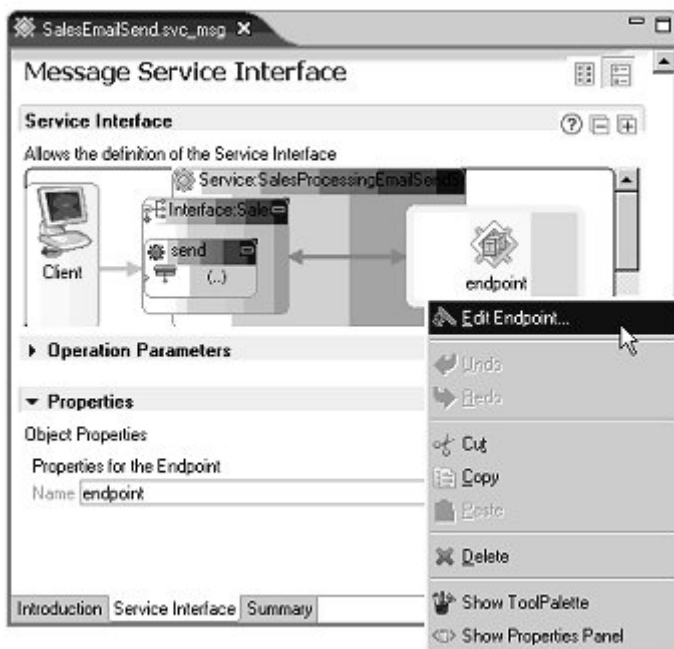 SalesEmailSend.svc_msg
Message Service Interface
Service Interface
Allows the definition of the Service Interface
Service:SalesProcessingEmailSendS
Interface:Sale
send
(..)
Client
endpoint
Edit Endpoint...
Undo
Redo
Cut
Copy
Paste
Delete
Show ToolPalette
Show Properties Panel
Operation Parameters
Properties
Object Properties
Properties for the Endpoint
Name endpoint
Introduction Service Interface Summary